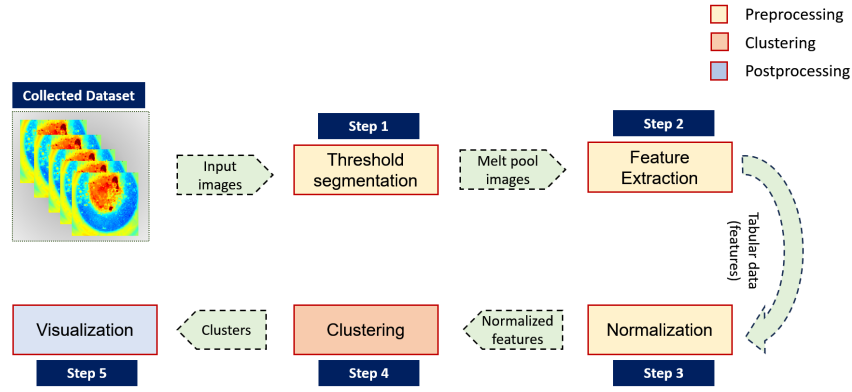 Preprocessing
Clustering
Postprocessing
Collected Dataset
Step 1
Step 2
Input
images
Threshold
segmentation
Melt pool
images
Feature
Extraction
Tabular data
(features)
Visualization
Clusters
Clustering
Normalized
features
Normalization
Step 5
Step 4
Step 3